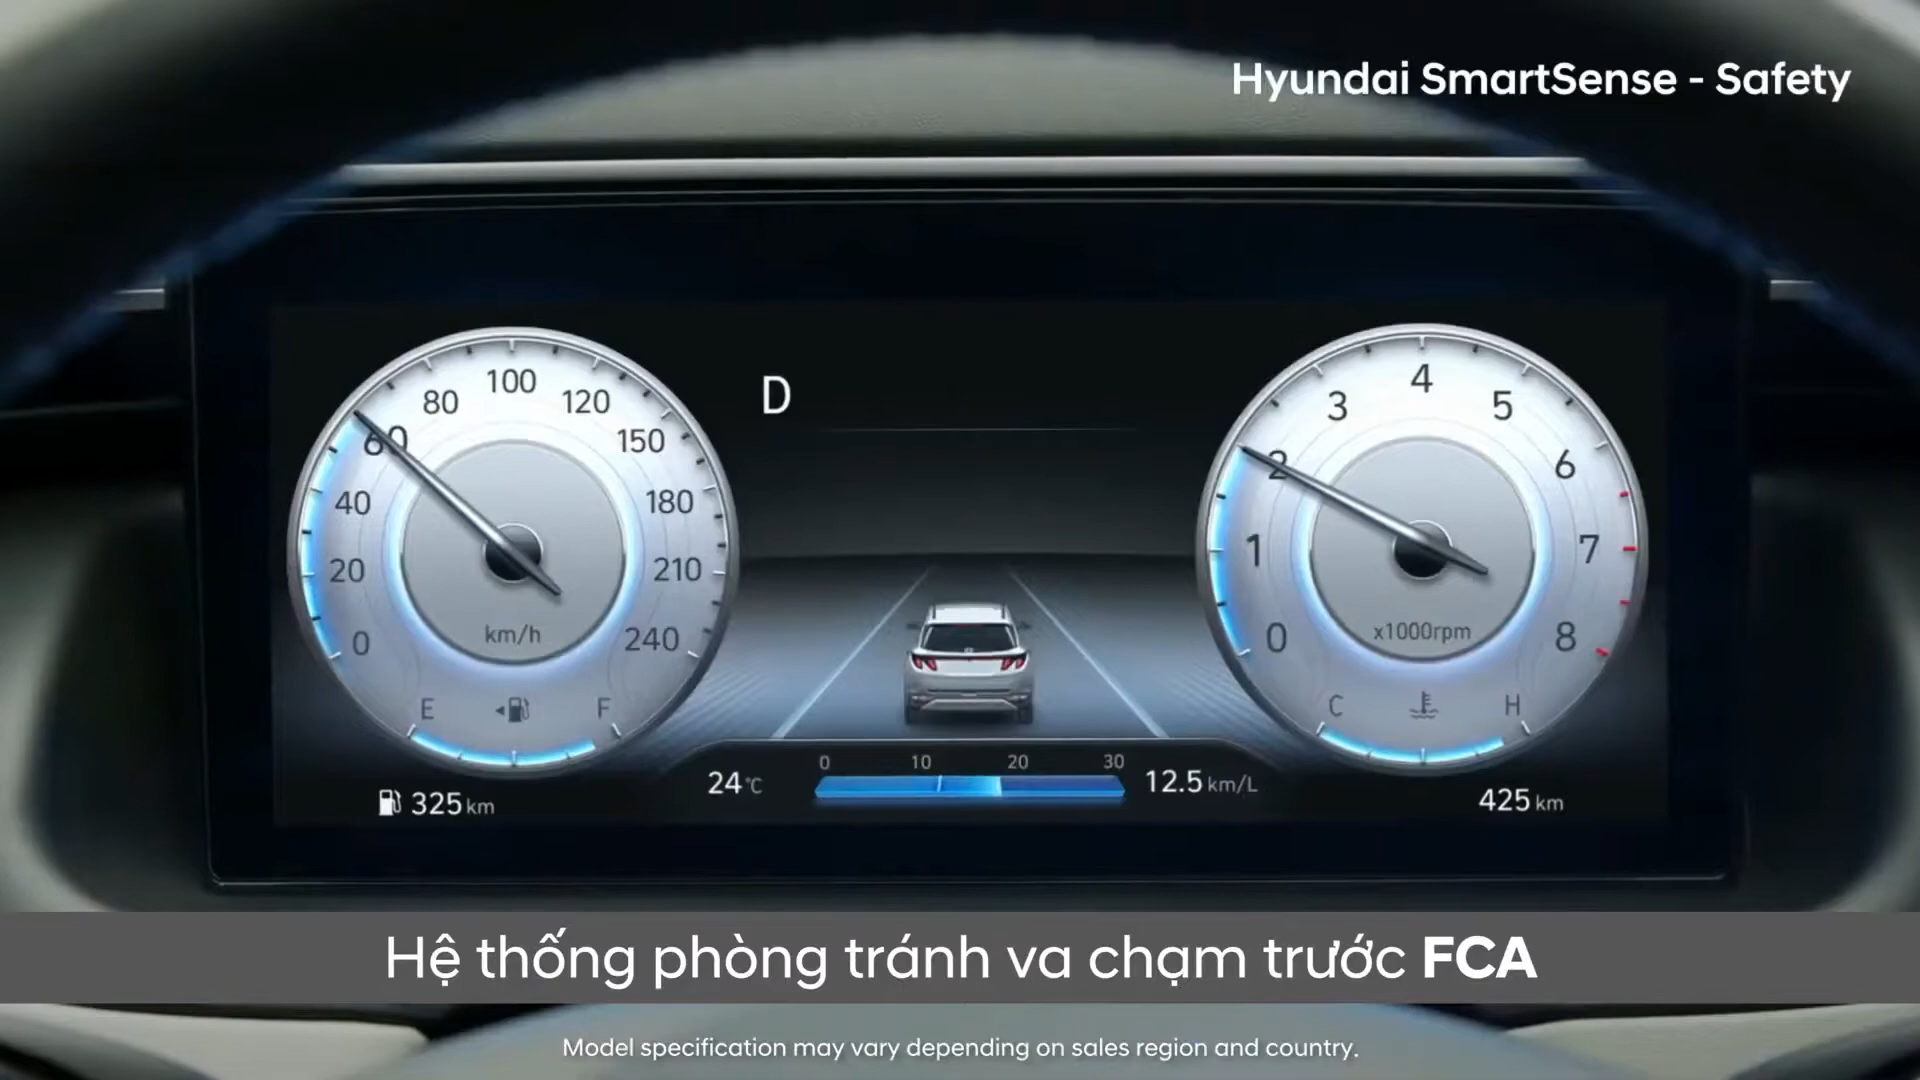 Hyundai SmartSense - Safety
D
0
20
40
60
80
100
120
150
180
210
240
km/h
E
F
0
1
2
3
4
5
6
7
8
x1000rpm
C
H
325 km
24°C
0 10 20 30
12.5 km/L
425 km
Hệ thống phòng tránh va chạm trước FCA
Model specification may vary depending on sales region and country.